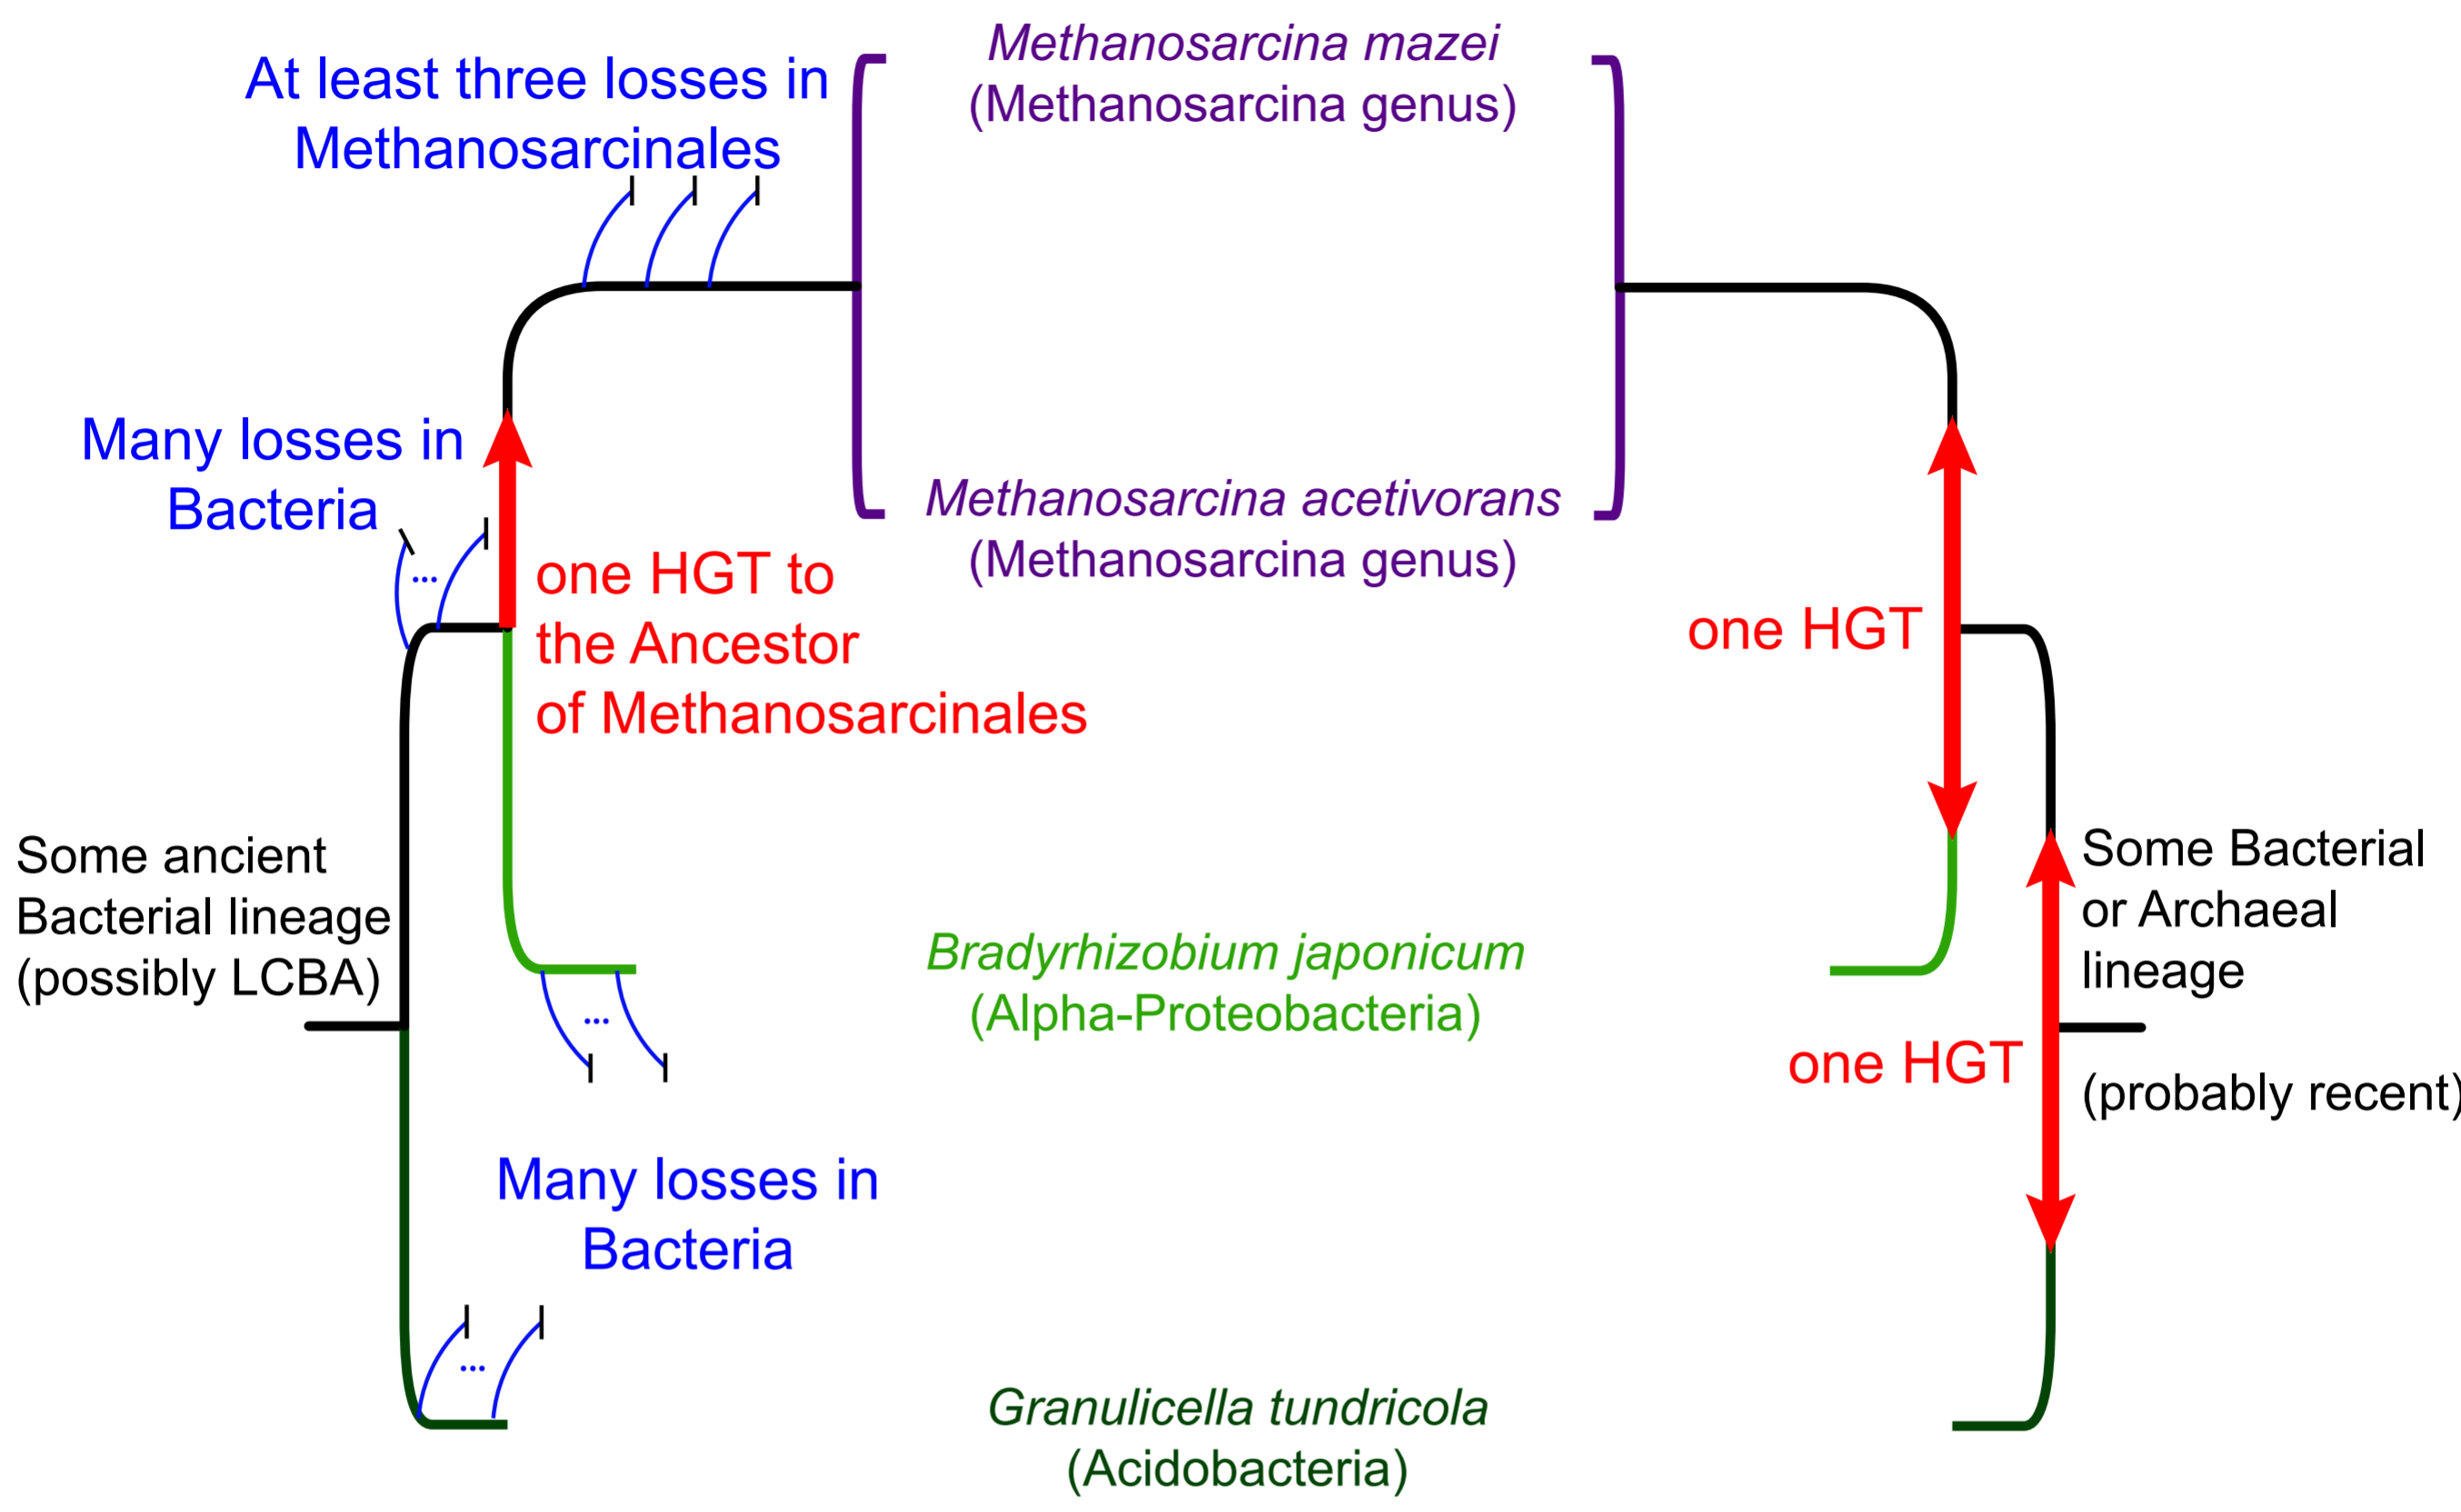 At least three losses in
Methanosarcinales
Methanosarcina mazei
(Methanosarcina genus)
Many losses in
Bacteria
...
Methanosarcina acetivorans
(Methanosarcina genus)
one HGT to
the Ancestor
of Methanosarcinales
one HGT
Some ancient
Bacterial lineage
(possibly LCBA)
Some Bacterial
or Archaeal
lineage
(probably recent)
Bradyrhizobium japonicum
(Alpha-Proteobacteria)
...
one HGT
Many losses in
Bacteria
...
Granulicella tundricola
(Acidobacteria)